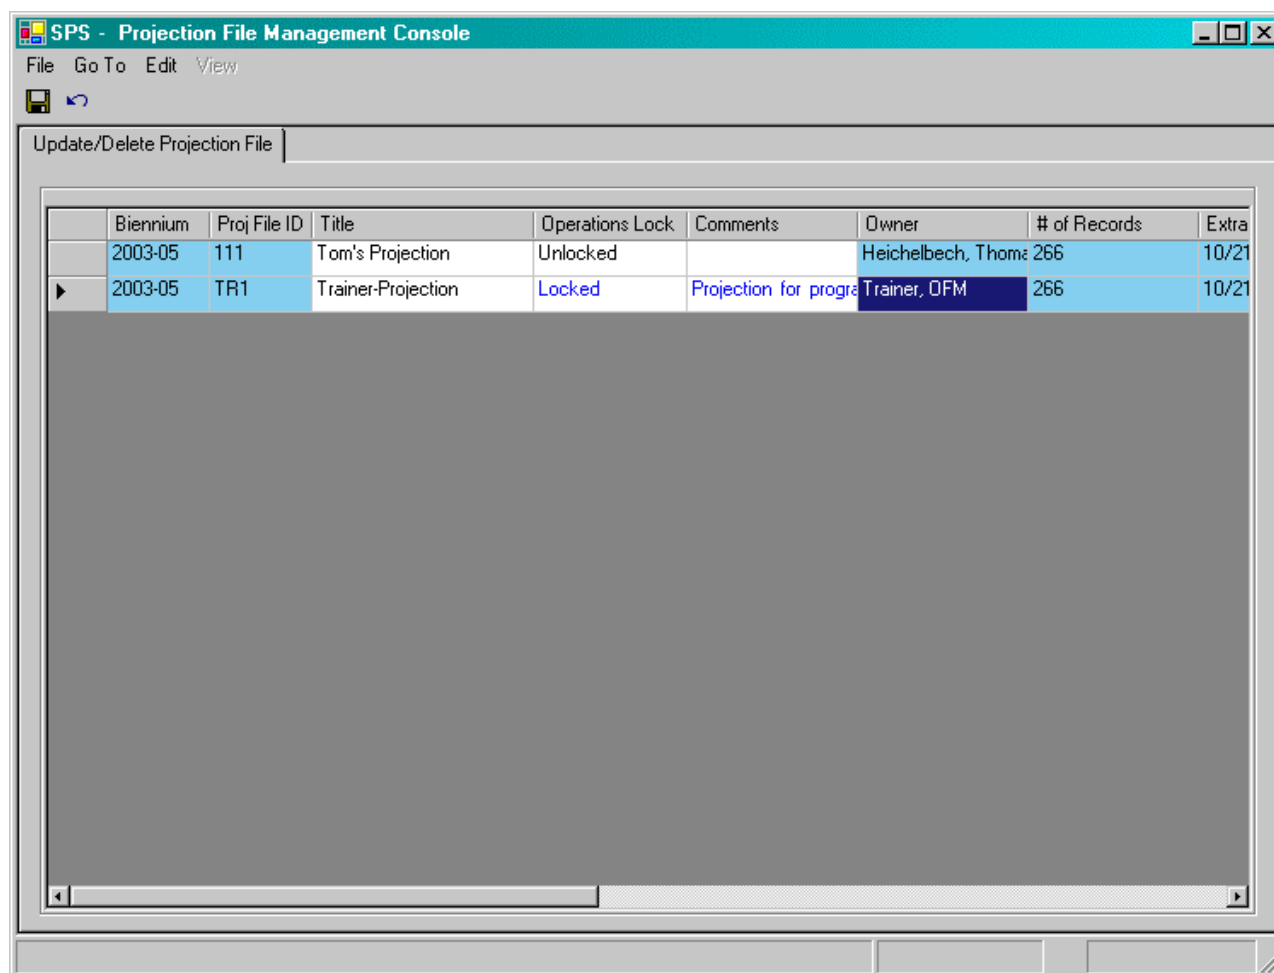 SPS -  Projection File Management Console
File Go To Edit View
Update/Delete Projection File
Biennium Proj File ID Title Operations Lock Comments Owner # of Records Extra
2003-05 111 Tom's Projection Unlocked Heichelbech, Thoma 266 10/21
2003-05 TR1 Trainer-Projection Locked Projection for progra Trainer, OFM 266 10/21